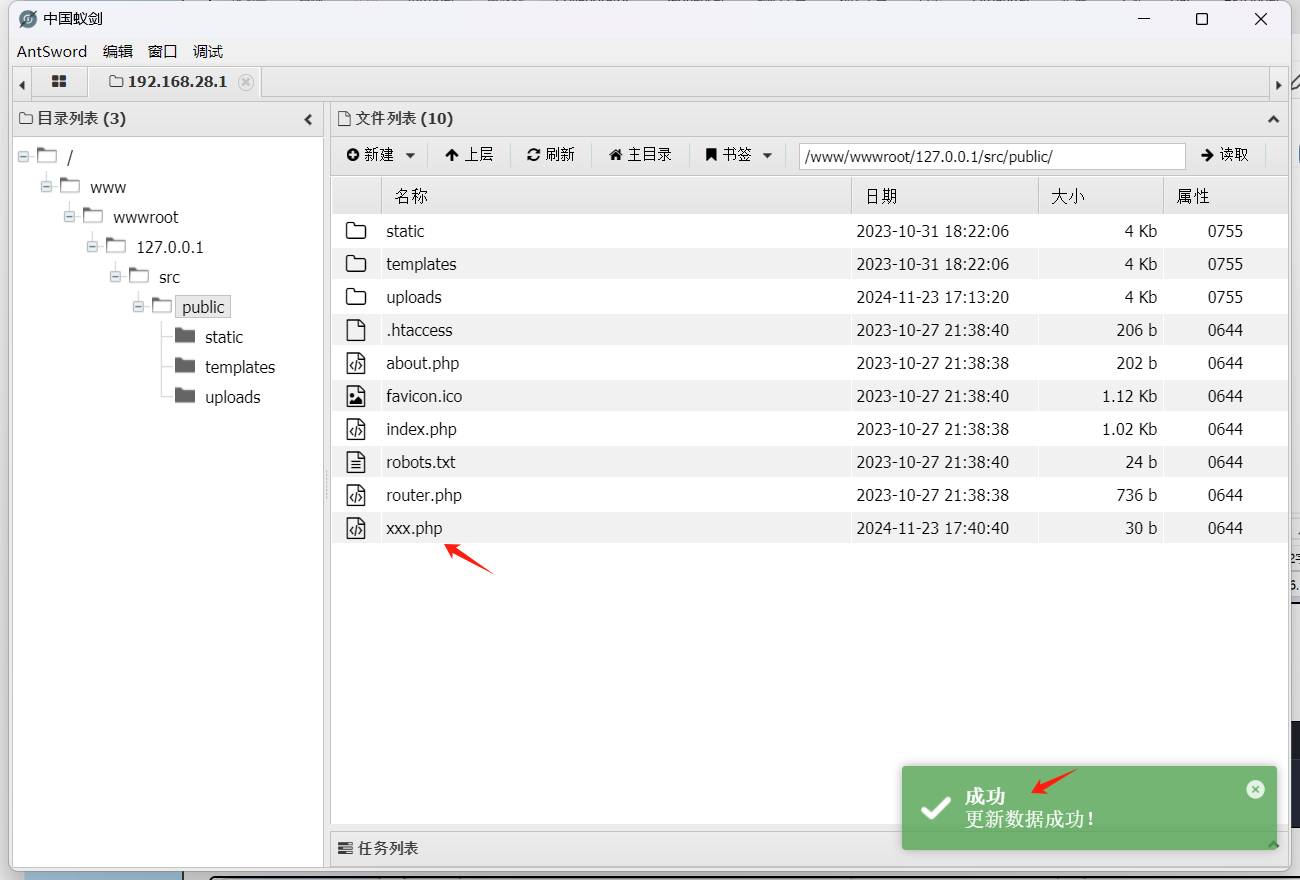 中国蚁剑
AntSword 编辑 窗口 调试
192.168.28.1
目录列表 (3)
/
www
wwwroot
127.0.0.1
src
public
static
templates
uploads
文件列表 (10)
新建 上层 刷新 主目录 书签 /www/wwwroot/127.0.0.1/src/public/ 读取
名称 日期 大小 属性
static 2023-10-31 18:22:06 4 Kb 0755
templates 2023-10-31 18:22:06 4 Kb 0755
uploads 2024-11-23 17:13:20 4 Kb 0755
.htaccess 2023-10-27 21:38:40 206 b 0644
about.php 2023-10-27 21:38:38 202 b 0644
favicon.ico 2023-10-27 21:38:40 1.12 Kb 0644
index.php 2023-10-27 21:38:38 1.02 Kb 0644
robots.txt 2023-10-27 21:38:40 24 b 0644
router.php 2023-10-27 21:38:38 736 b 0644
xxx.php 2024-11-23 17:40:40 30 b 0644
成功
更新数据成功!
任务列表